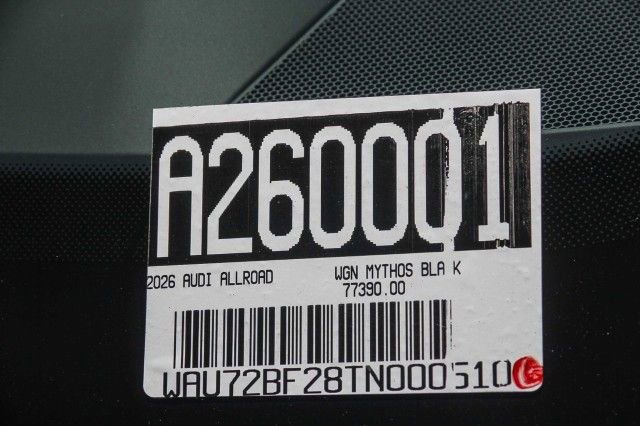 A260001
2026 AUDI ALLROAD WGN MYTHOS BLA K
77390.00
WAU72BF28TN000510